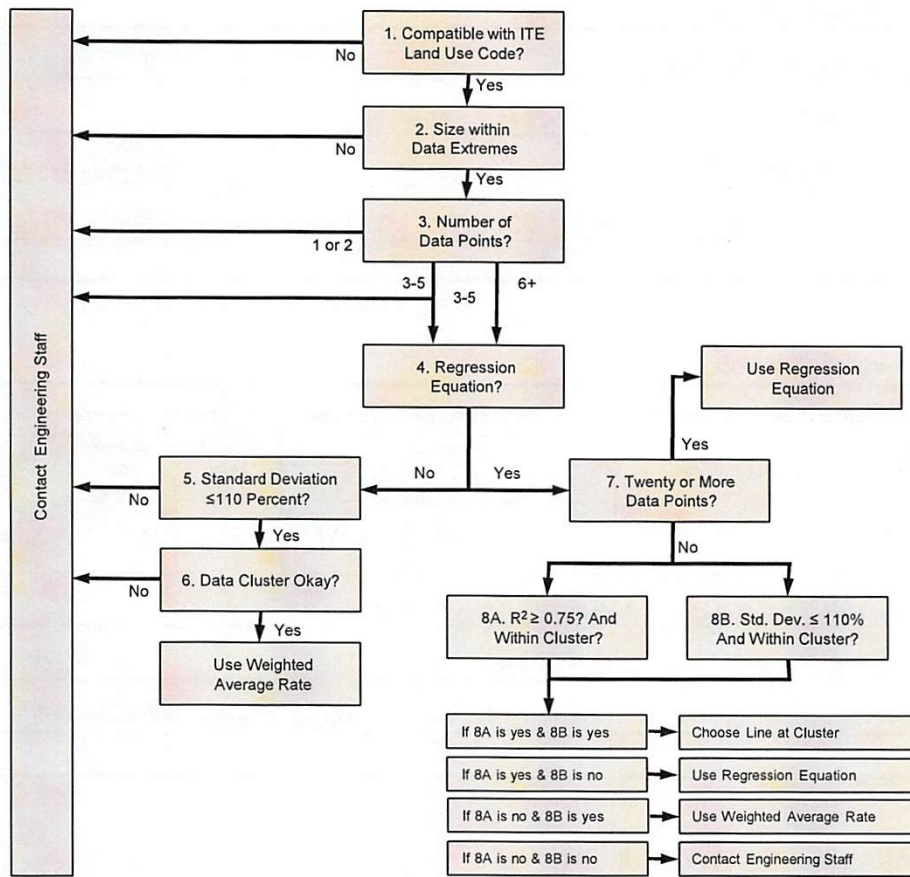 Contact Engineering Staff
1. Compatible with ITE
Land Use Code?
No
Yes
2. Size within
Data Extremes
No
Yes
3. Number of
Data Points?
1 or 2
3-5
3-5
6+
4. Regression
Equation?
Use Regression
Equation
Yes
No
Yes
5. Standard Deviation
≤110 Percent?
No
7. Twenty or More
Data Points?
Yes
No
6. Data Cluster Okay?
No
Yes
8A. R² ≥ 0.75? And
Within Cluster?
8B. Std. Dev. ≤ 110%
And Within Cluster?
Use Weighted
Average Rate
If 8A is yes & 8B is yes
Choose Line at Cluster
If 8A is yes & 8B is no
Use Regression Equation
If 8A is no & 8B is yes
Use Weighted Average Rate
If 8A is no & 8B is no
Contact Engineering Staff